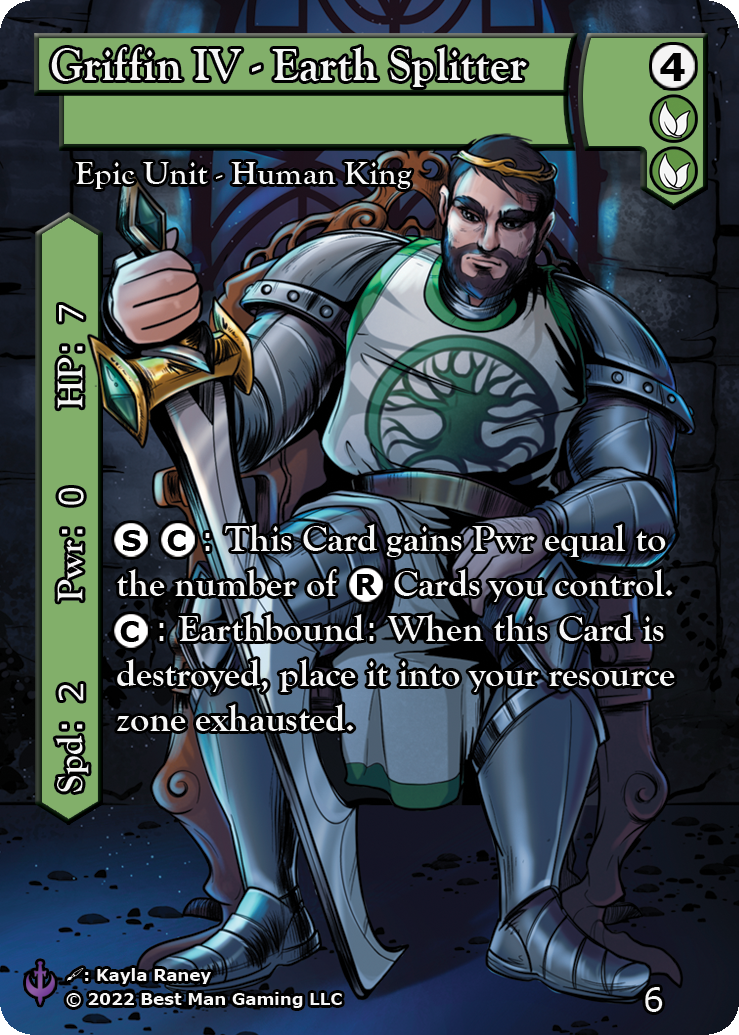 Griffin IV - Earth Splitter
4
Epic Unit - Human King
HP: 7
Pwr: 0
Spd: 2
S C : This Card gains Pwr equal to
the number of R Cards you control.
C : Earthbound: When this Card is
destroyed, place it into your resource
zone exhausted.
: Kayla Raney
© 2022 Best Man Gaming LLC
6